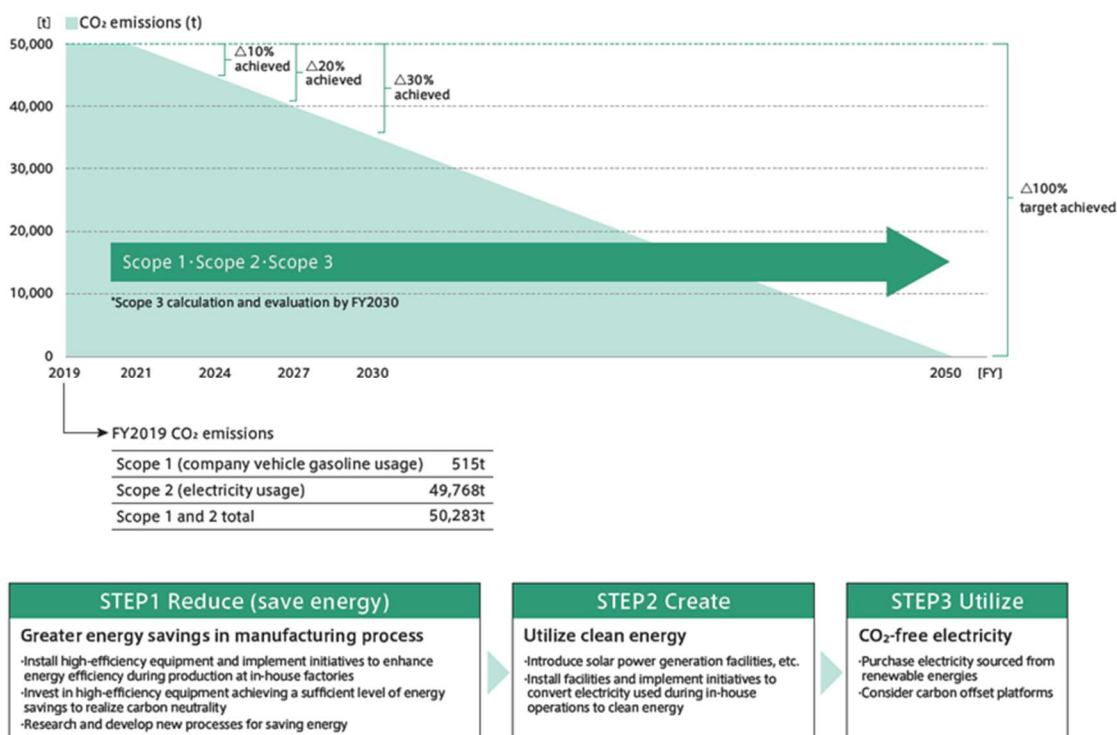 [t] CO₂ emissions (t)
50,000
40,000
30,000
20,000
10,000
0
△10%
achieved
△20%
achieved
△30%
achieved
△100%
target achieved
Scope 1·Scope 2·Scope 3
*Scope 3 calculation and evaluation by FY2030
2019 2021 2024 2027 2030 2050 [FY]
FY2019 CO₂ emissions
Scope 1 (company vehicle gasoline usage) 515t
Scope 2 (electricity usage) 49,768t
Scope 1 and 2 total 50,283t
STEP1 Reduce (save energy)
Greater energy savings in manufacturing process
·Install high-efficiency equipment and implement initiatives to enhance
energy efficiency during production at in-house factories
·Invest in high-efficiency equipment achieving a sufficient level of energy
savings to realize carbon neutrality
·Research and develop new processes for saving energy
STEP2 Create
Utilize clean energy
·Introduce solar power generation facilities, etc.
·Install facilities and implement initiatives to
convert electricity used during in-house
operations to clean energy
STEP3 Utilize
CO₂-free electricity
·Purchase electricity sourced from
renewable energies
·Consider carbon offset platforms